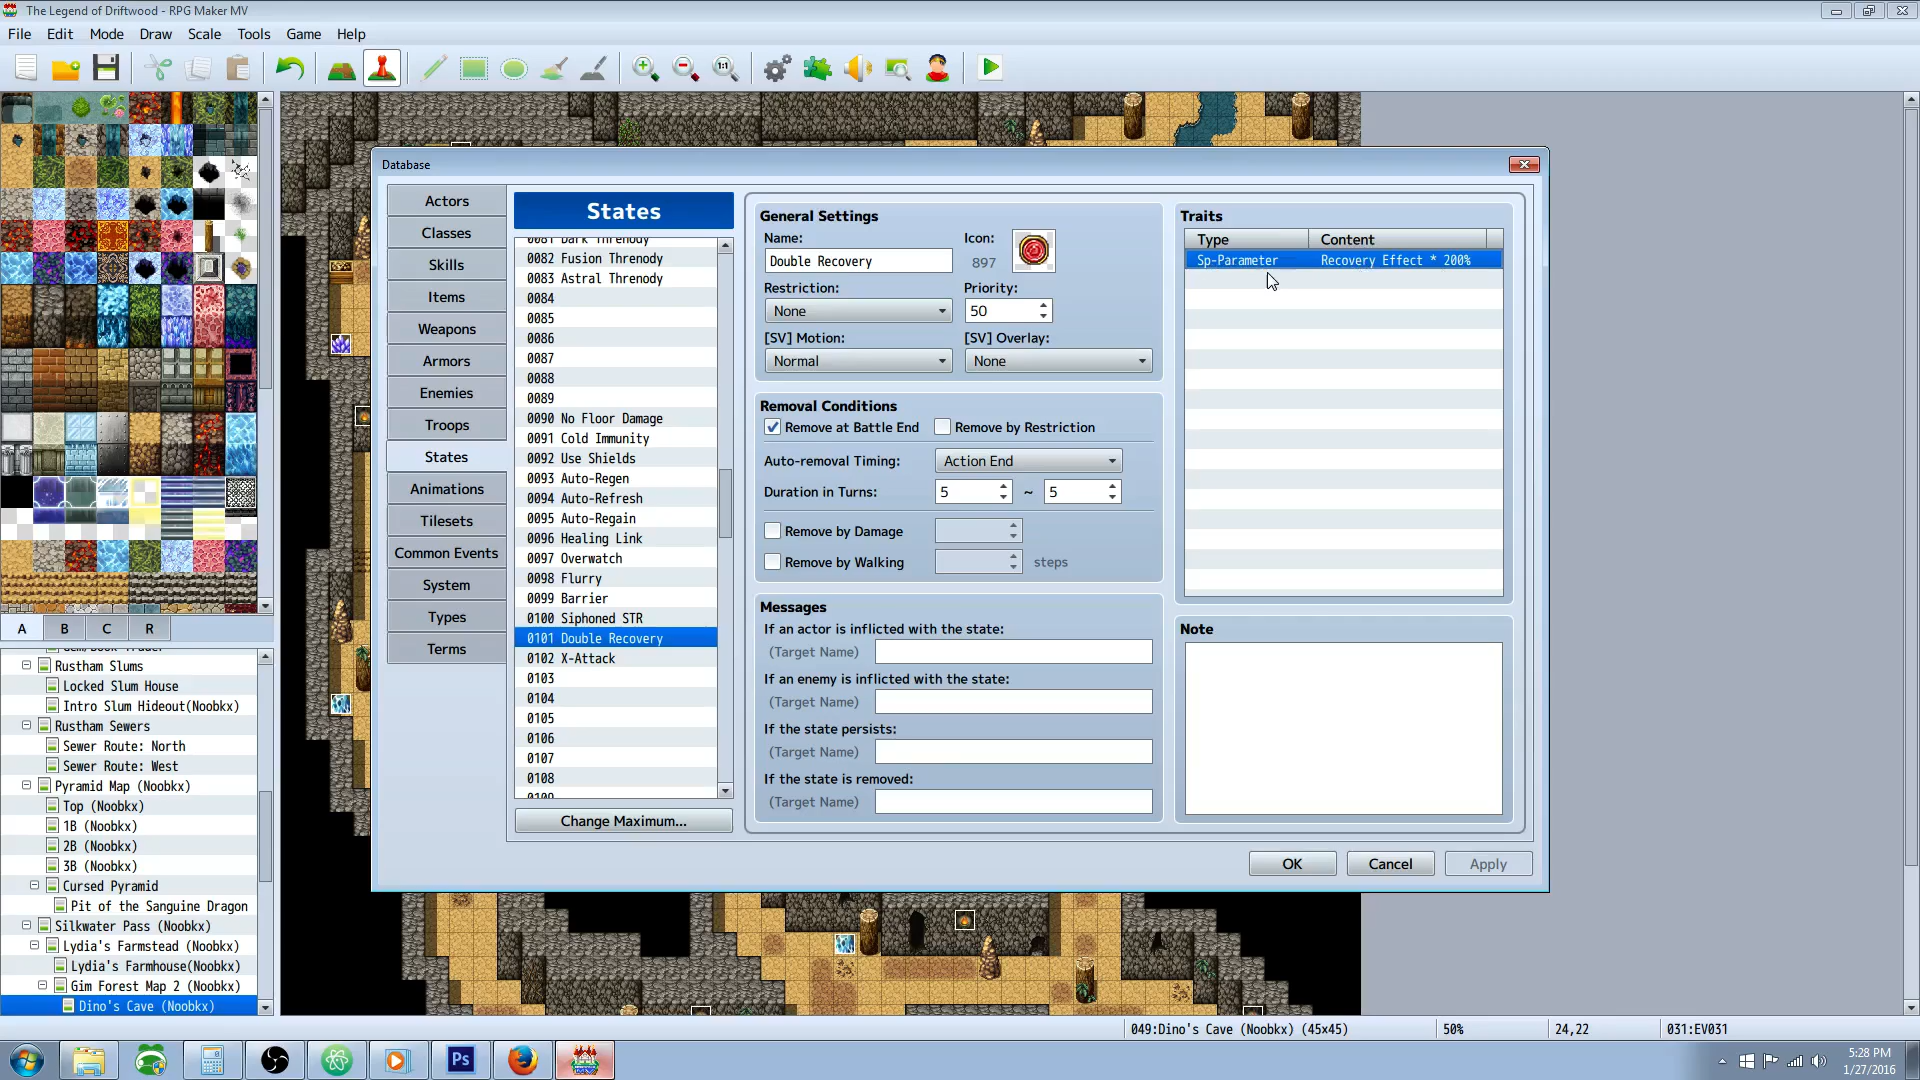 The Legend of Driftwood - RPG Maker MV
File Edit Mode Draw Scale Tools Game Help
1:1
Database
Actors
Classes
Skills
Items
Weapons
Armors
Enemies
Troops
States
Animations
Tilesets
Common Events
System
Types
Terms
States
0081 Dark Threnody
0082 Fusion Threnody
0083 Astral Threnody
0084
0085
0086
0087
0088
0089
0090 No Floor Damage
0091 Cold Immunity
0092 Use Shields
0093 Auto-Regen
0094 Auto-Refresh
0095 Auto-Regain
0096 Healing Link
0097 Overwatch
0098 Flurry
0099 Barrier
0100 Siphoned STR
0101 Double Recovery
0102 X-Attack
0103
0104
0105
0106
0107
0108
0109
Change Maximum...
General Settings
Name: Icon:
Double Recovery 897
Restriction: Priority:
None 50
[SV] Motion: [SV] Overlay:
Normal None
Removal Conditions
Remove at Battle End Remove by Restriction
Auto-removal Timing: Action End
Duration in Turns: 5 ~ 5
Remove by Damage
Remove by Walking steps
Messages
If an actor is inflicted with the state:
(Target Name)
If an enemy is inflicted with the state:
(Target Name)
If the state persists:
(Target Name)
If the state is removed:
(Target Name)
Traits
Type Content
Sp-Parameter Recovery Effect * 200%
Note
OK Cancel Apply
A B C R
Gem/Book Trader
Rustham Slums
Locked Slum House
Intro Slum Hideout(Noobkx)
Rustham Sewers
Sewer Route: North
Sewer Route: West
Pyramid Map (Noobkx)
Top (Noobkx)
1B (Noobkx)
2B (Noobkx)
3B (Noobkx)
Cursed Pyramid
Pit of the Sanguine Dragon
Silkwater Pass (Noobkx)
Lydia's Farmstead (Noobkx)
Lydia's Farmhouse(Noobkx)
Gim Forest Map 2 (Noobkx)
Dino's Cave (Noobkx)
049:Dino's Cave (Noobkx) (45x45) 50% 24,22 031:EV031
Ps
5:28 PM
1/27/2016